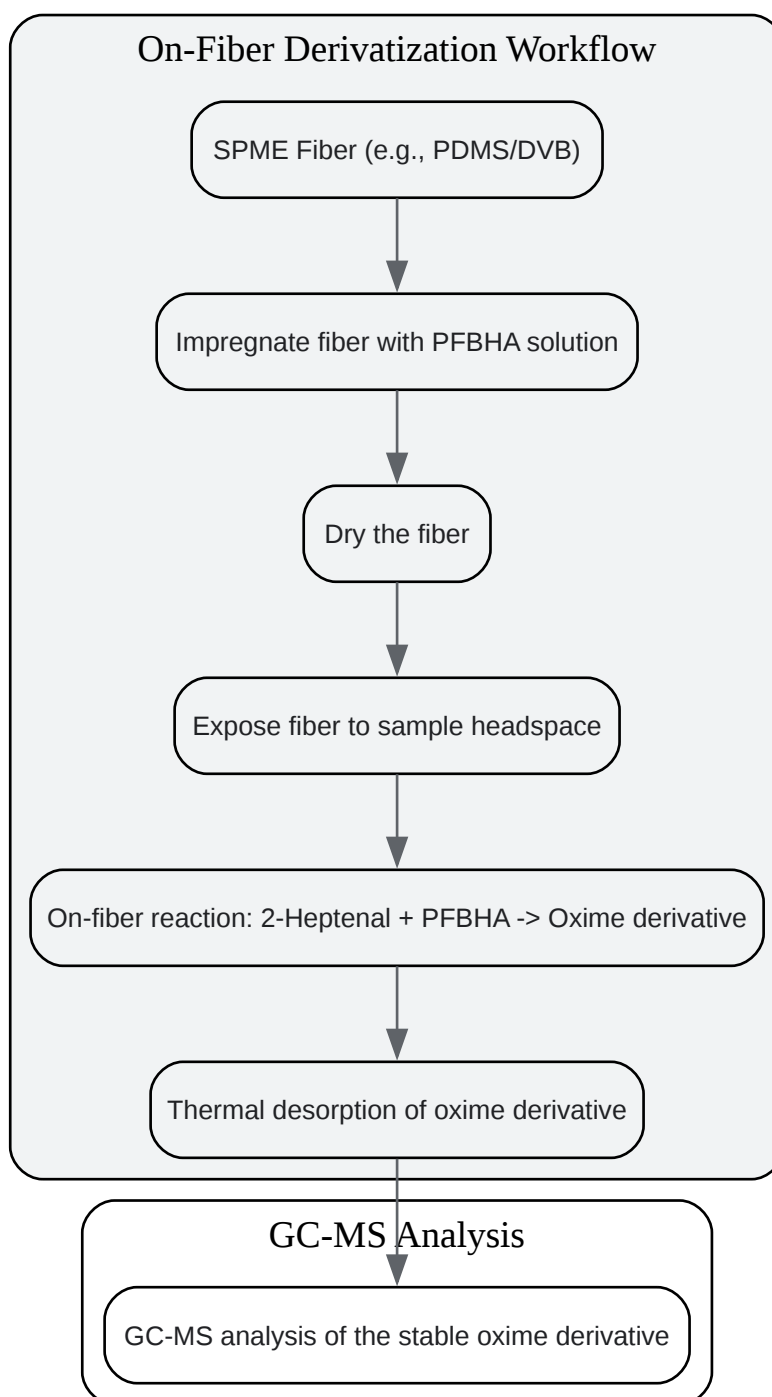 On-Fiber Derivatization Workflow
SPME Fiber (e.g., PDMS/DVB)
Impregnate fiber with PFBHA solution
Dry the fiber
Expose fiber to sample headspace
On-fiber reaction: 2-Heptenal + PFBHA -> Oxime derivative
Thermal desorption of oxime derivative
GC-MS Analysis
GC-MS analysis of the stable oxime derivative